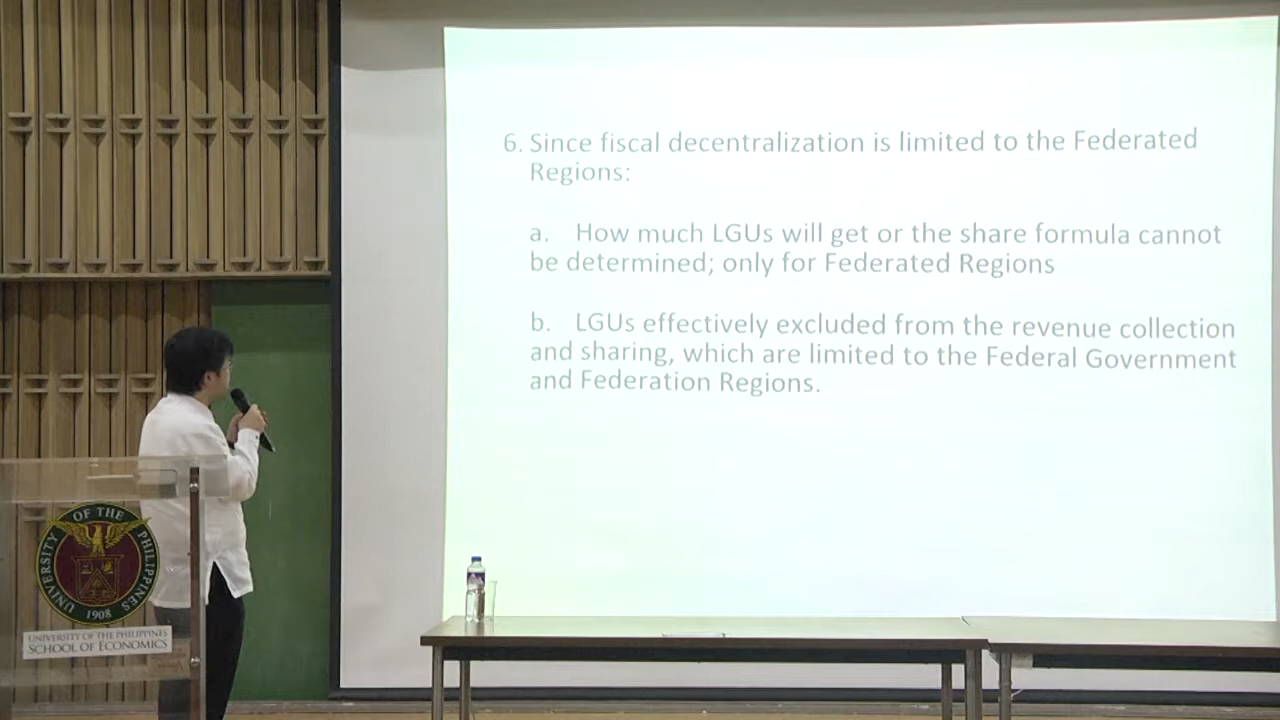 6. Since fiscal decentralization is limited to the Federated
Regions:
a. How much LGUs will get or the share formula cannot
be determined; only for Federated Regions
b. LGUs effectively excluded from the revenue collection
and sharing, which are limited to the Federal Government
and Federation Regions.
UNIVERSITY OF THE PHILIPPINES
1908
UNIVERSITY OF THE PHILIPPINES
SCHOOL OF ECONOMICS